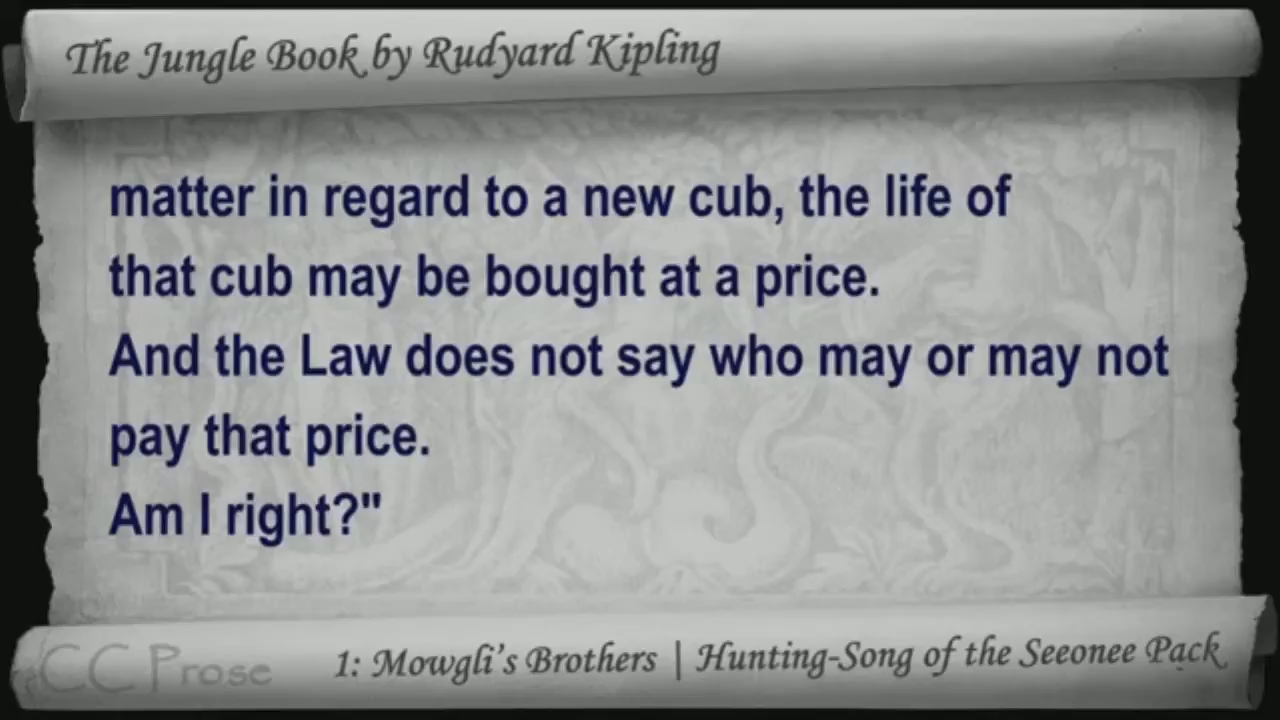 The Jungle Book by Rudyard Kipling
matter in regard to a new cub, the life of
that cub may be bought at a price.
And the Law does not say who may or may not
pay that price.
Am I right?"
CC Prose
1: Mowgli's Brothers | Hunting-Song of the Seeonee Pack